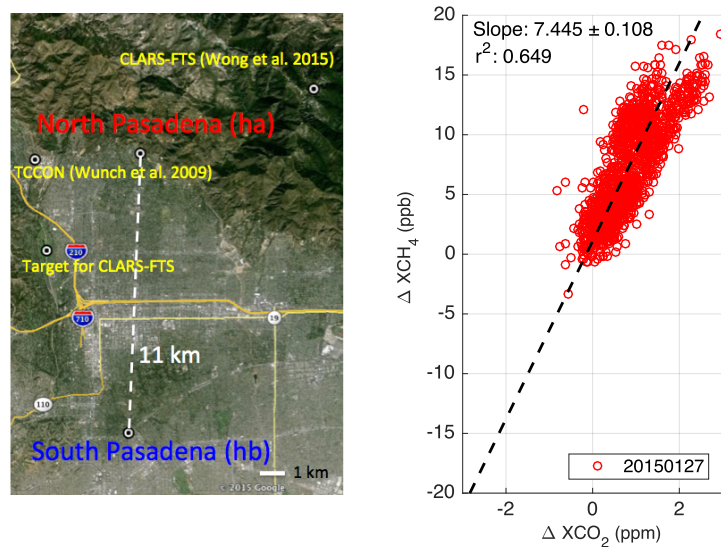 CLARS-FTS (Wong et al. 2015)
North Pasadena (ha)
TCCON (Wunch et al. 2009)
210
Target for CLARS-FTS
710
19
11 km
110
South Pasadena (hb)
1 km
© 2015 Google
Slope: 7.445 ± 0.108
r²: 0.649
20
15
10
5
0
-5
-10
-15
-20
Δ XCH₄ (ppb)
20150127
-2
0
2
Δ XCO₂ (ppm)